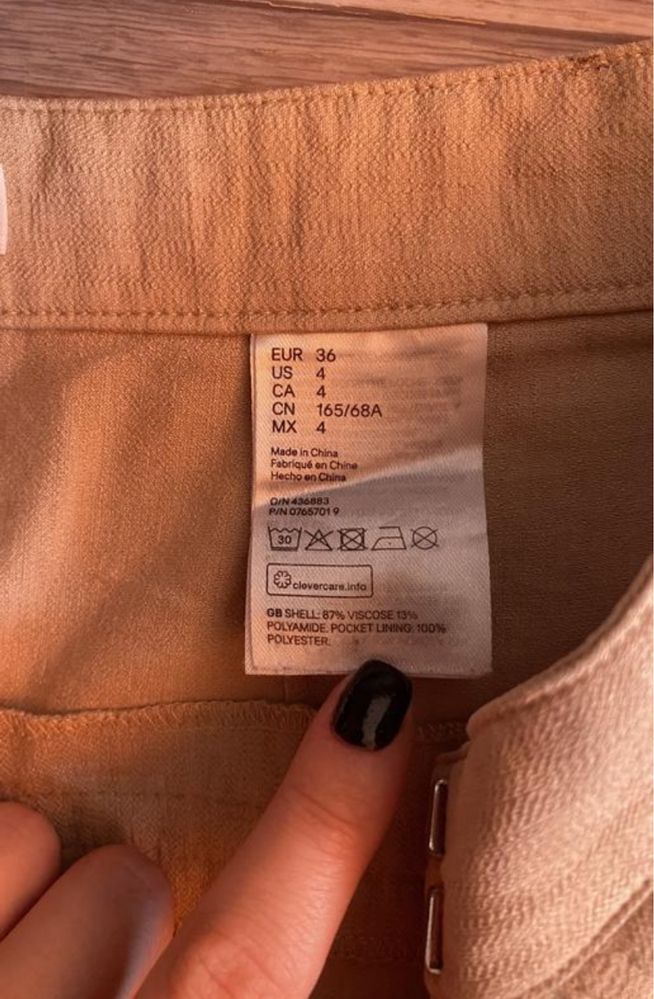 EUR 36
US 4
CA 4
CN 165/68A
MX 4
Made in China
Fabriqué en Chine
Hecho en China
O/N 436883
P/N 0765701 9
30
clevercare.info
GB SHELL: 87% VISCOSE 13%
POLYAMIDE. POCKET LINING: 100%
POLYESTER.